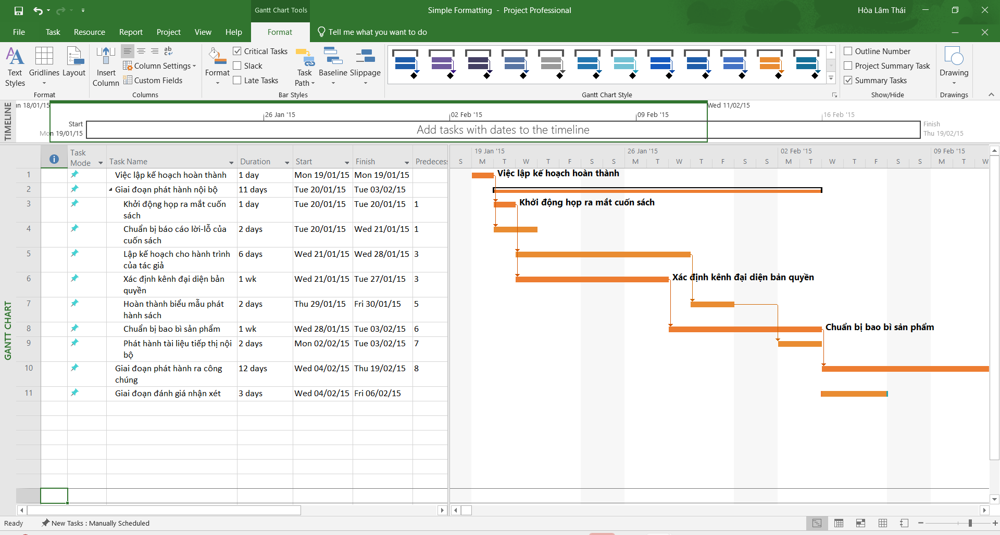 Gantt Chart Tools
Simple Formatting - Project Professional
Hòa Lâm Thái
File Task Resource Report Project View Help Format Tell me what you want to do
Text Styles
Gridlines
Layout
Format
Insert Column
Column Settings
Custom Fields
Columns
Format
Critical Tasks
Slack
Late Tasks
Task Path
Baseline
Slippage
Bar Styles
Gantt Chart Style
Outline Number
Project Summary Task
Summary Tasks
Show/Hide
Drawing
Drawings
TIMELINE
18/01/15
Wed 11/02/15
26 Jan '15 02 Feb '15 09 Feb '15 16 Feb '15
Start
Mon 19/01/15
Add tasks with dates to the timeline
Finish
Thu 19/02/15
GANTT CHART
Task Mode Task Name Duration Start Finish Predecess
1 Việc lập kế hoạch hoàn thành 1 day Mon 19/01/15 Mon 19/01/15
2 Giai đoạn phát hành nội bộ 11 days Tue 20/01/15 Tue 03/02/15
3 Khởi động họp ra mắt cuốn sách 1 day Tue 20/01/15 Tue 20/01/15 1
4 Chuẩn bị báo cáo lời-lỗ của cuốn sách 2 days Tue 20/01/15 Wed 21/01/15 1
5 Lập kế hoạch cho hành trình của tác giả 6 days Wed 21/01/15 Wed 28/01/15 3
6 Xác định kênh đại diện bản quyền 1 wk Wed 21/01/15 Tue 27/01/15 3
7 Hoàn thành biểu mẫu phát hành sách 2 days Thu 29/01/15 Fri 30/01/15 5
8 Chuẩn bị bao bì sản phẩm 1 wk Wed 28/01/15 Tue 03/02/15 6
9 Phát hành tài liệu tiếp thị nội bộ 2 days Mon 02/02/15 Tue 03/02/15 7
10 Giai đoạn phát hành ra công chúng 12 days Wed 04/02/15 Thu 19/02/15 8
11 Giai đoạn đánh giá nhận xét 3 days Wed 04/02/15 Fri 06/02/15
19 Jan '15 26 Jan '15 02 Feb '15 09 Feb '15
S M T W T F S S M T W T F S S M T W T F S S M T W
Việc lập kế hoạch hoàn thành
Khởi động họp ra mắt cuốn sách
Xác định kênh đại diện bản quyền
Chuẩn bị bao bì sản phẩm
Ready
New Tasks : Manually Scheduled